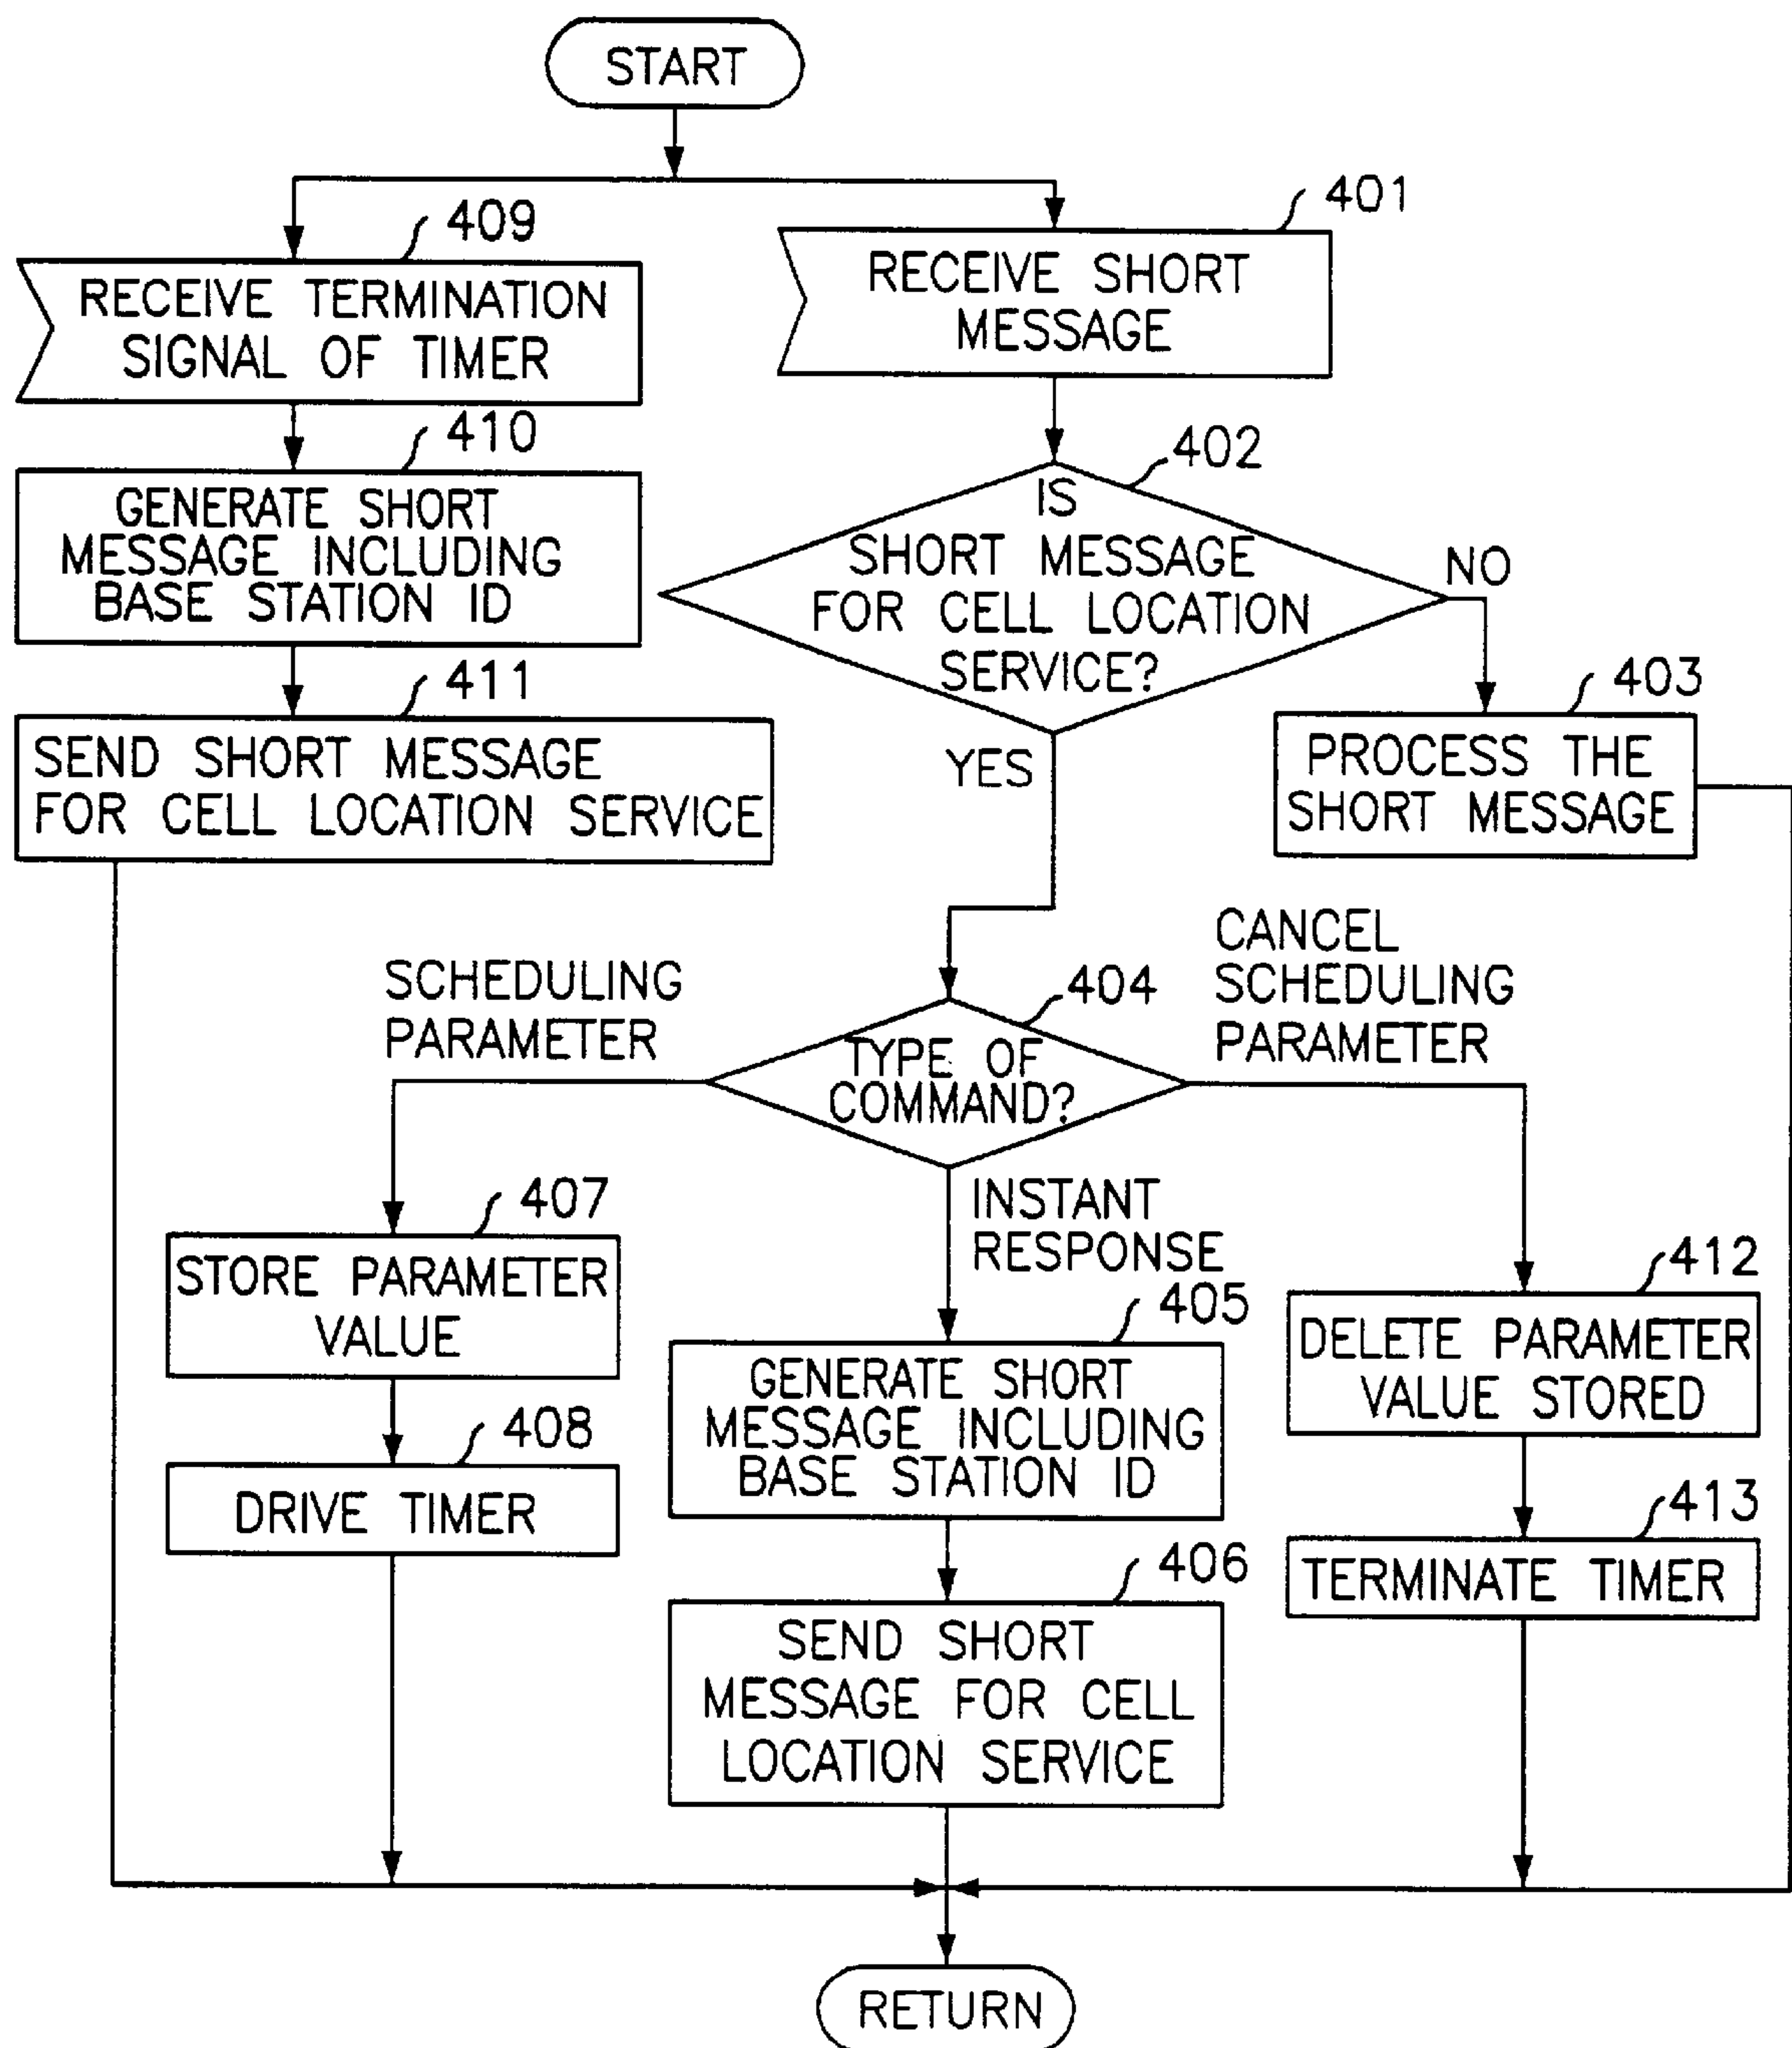 START
409
RECEIVE TERMINATION
SIGNAL OF TIMER
401
RECEIVE SHORT
MESSAGE
410
GENERATE SHORT
MESSAGE INCLUDING
BASE STATION ID
402
IS
SHORT MESSAGE
FOR CELL LOCATION
SERVICE?
NO
YES
411
SEND SHORT MESSAGE
FOR CELL LOCATION SERVICE
403
PROCESS THE
SHORT MESSAGE
404
TYPE OF
COMMAND?
SCHEDULING
PARAMETER
CANCEL
SCHEDULING
PARAMETER
INSTANT
RESPONSE
407
STORE PARAMETER
VALUE
408
DRIVE TIMER
405
GENERATE SHORT
MESSAGE INCLUDING
BASE STATION ID
406
SEND SHORT
MESSAGE FOR CELL
LOCATION SERVICE
412
DELETE PARAMETER
VALUE STORED
413
TERMINATE TIMER
RETURN